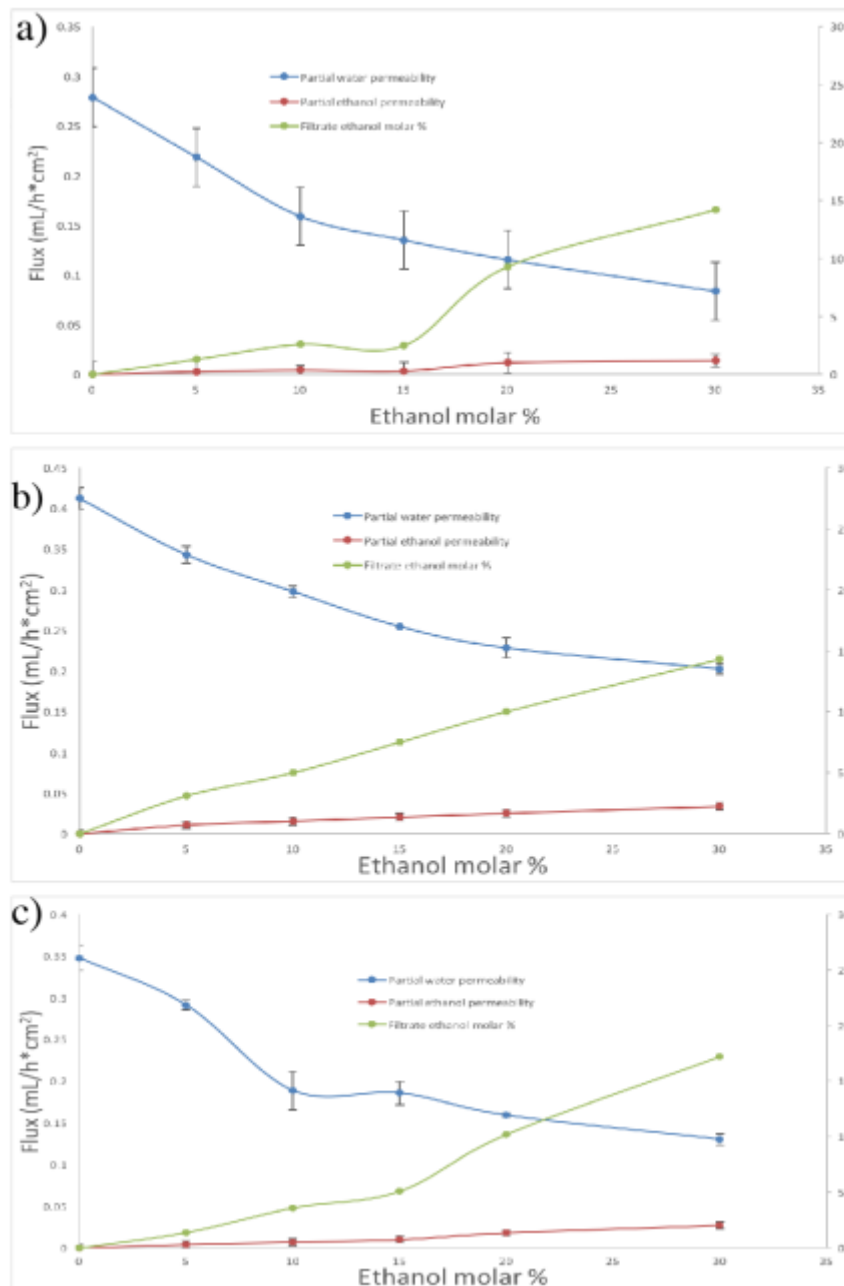 a)
0.35
0.3
0.25
0.2
0.15
0.1
0.05
0
Flux (mL/h*cm²)
Partial water permeability
Partial ethanol permeability
Filtrate ethanol molar %
30
25
20
15
10
5
0
0 5 10 15 20 25 30 35
Ethanol molar %
b)
0.45
0.4
0.35
0.3
0.25
0.2
0.15
0.1
0.05
0
Flux (mL/h*cm²)
Partial water permeability
Partial ethanol permeability
Filtrate ethanol molar %
0 5 10 15 20 25 30 35
Ethanol molar %
c)
0.4
0.35
0.3
0.25
0.2
0.15
0.1
0.05
0
Flux (mL/h*cm²)
Partial water permeability
Partial ethanol permeability
Filtrate ethanol molar %
0 5 10 15 20 25 30 35
Ethanol molar %